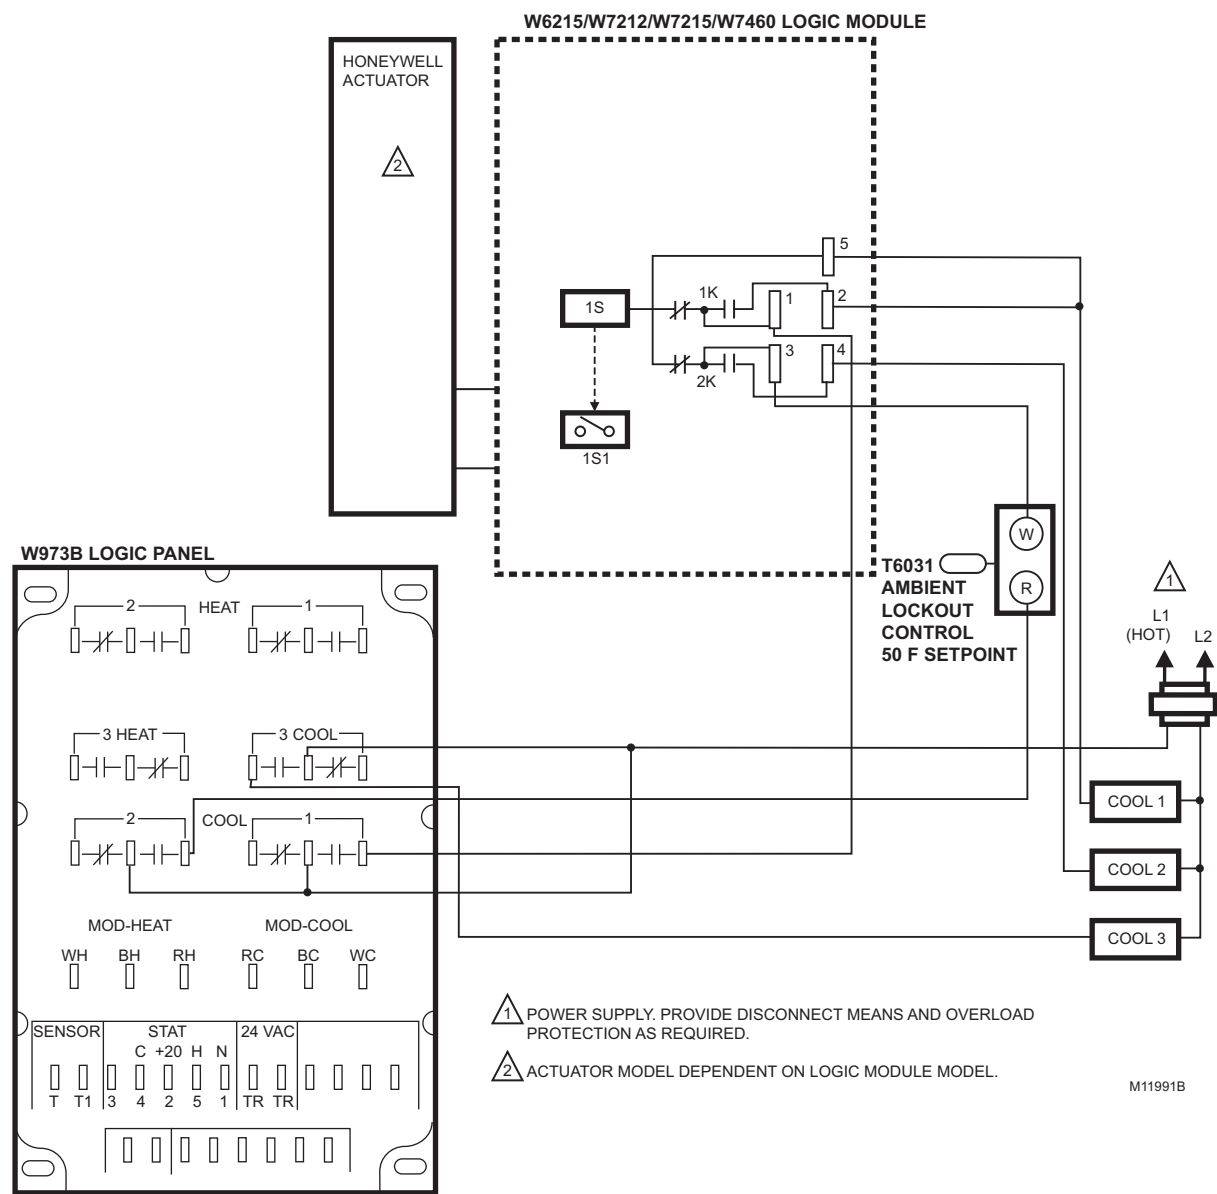 W6215/W7212/W7215/W7460 LOGIC MODULE
HONEYWELL
ACTUATOR
2
5
1K
1
2
1S
3
4
2K
1S1
W
R
T6031
AMBIENT
LOCKOUT
CONTROL
50 F SETPOINT
1
L1
(HOT)
L2
W973B LOGIC PANEL
2 HEAT 1
3 HEAT 3 COOL
2 COOL 1
COOL 1
COOL 2
COOL 3
MOD-HEAT MOD-COOL
WH BH RH RC BC WC
SENSOR STAT 24 VAC
C +20 H N
T T1 3 4 2 5 1 TR TR
1 POWER SUPPLY. PROVIDE DISCONNECT MEANS AND OVERLOAD
PROTECTION AS REQUIRED.
2 ACTUATOR MODEL DEPENDENT ON LOGIC MODULE MODEL.
M11991B